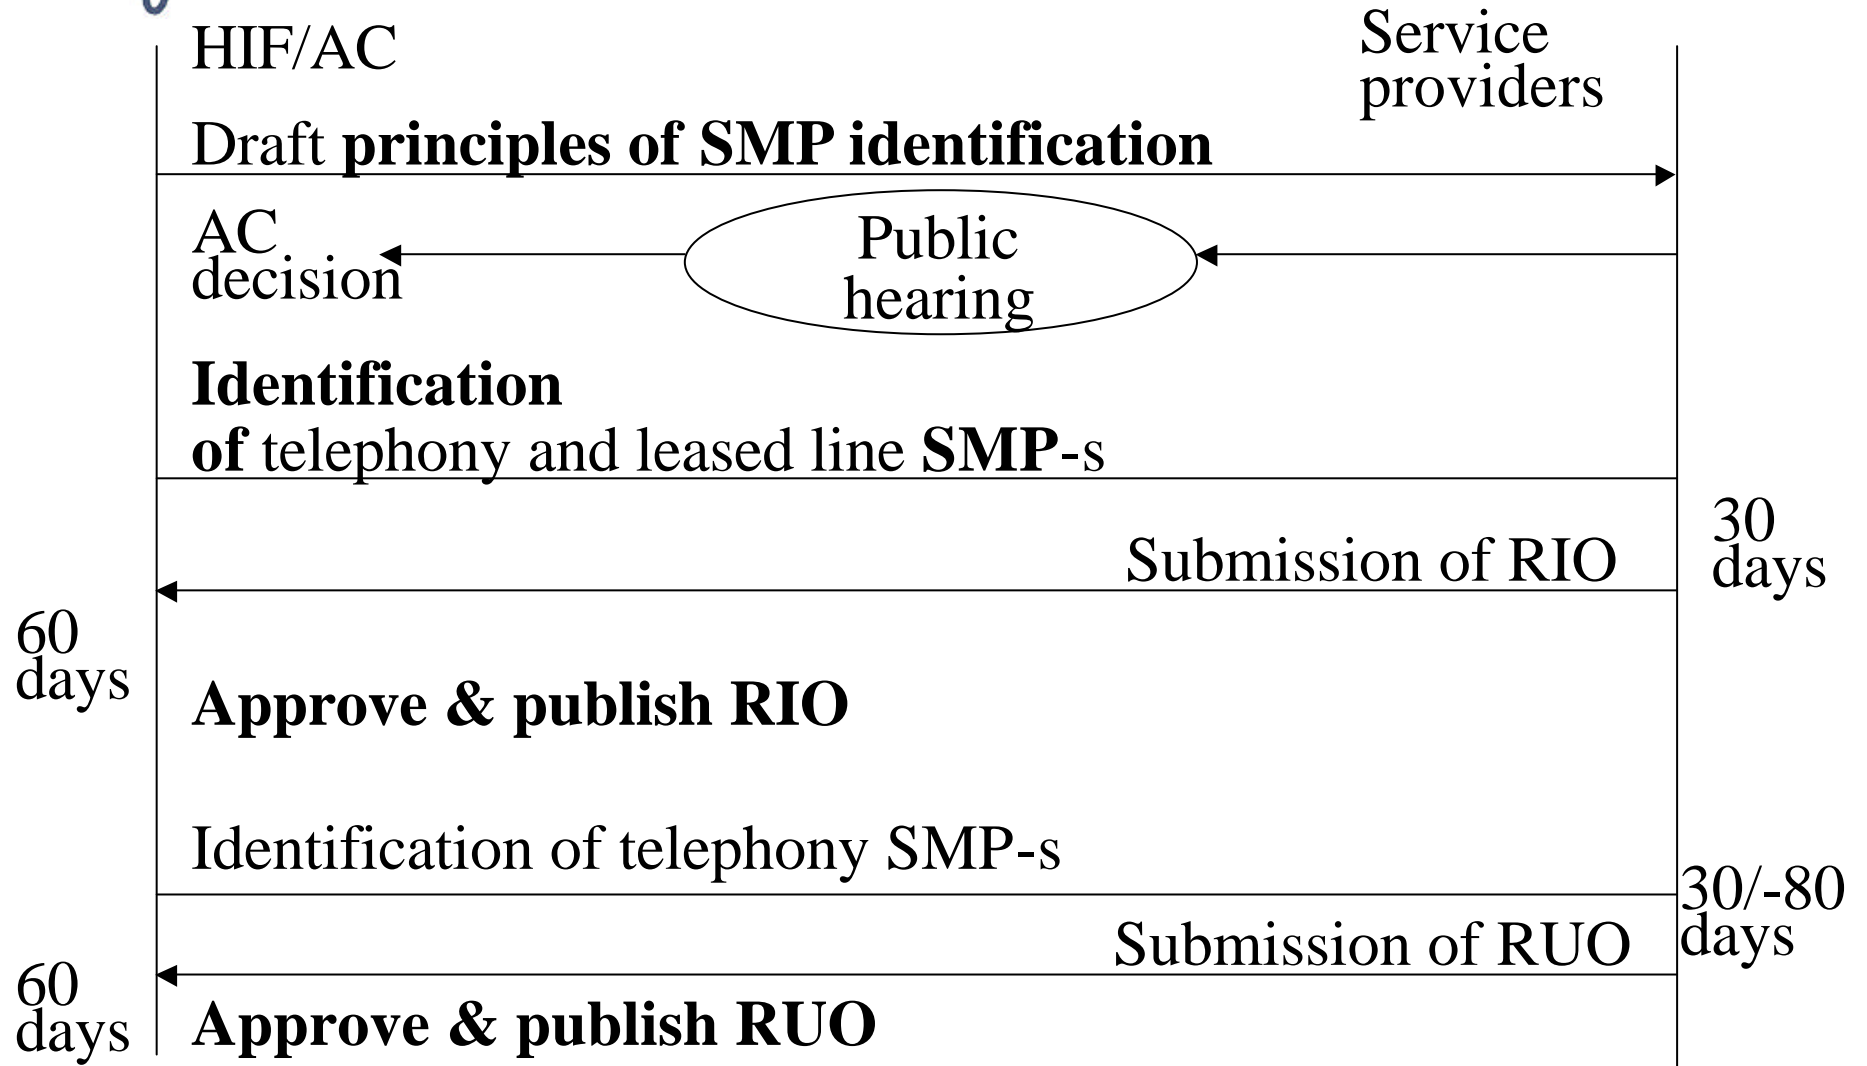 HIF/AC
Service
providers
Draft principles of SMP identification
AC
decision
Public
hearing
Identification
of telephony and leased line SMP-s
30
days
Submission of RIO
60
days
Approve & publish RIO
Identification of telephony SMP-s
30/-80
days
Submission of RUO
60
days
Approve & publish RUO